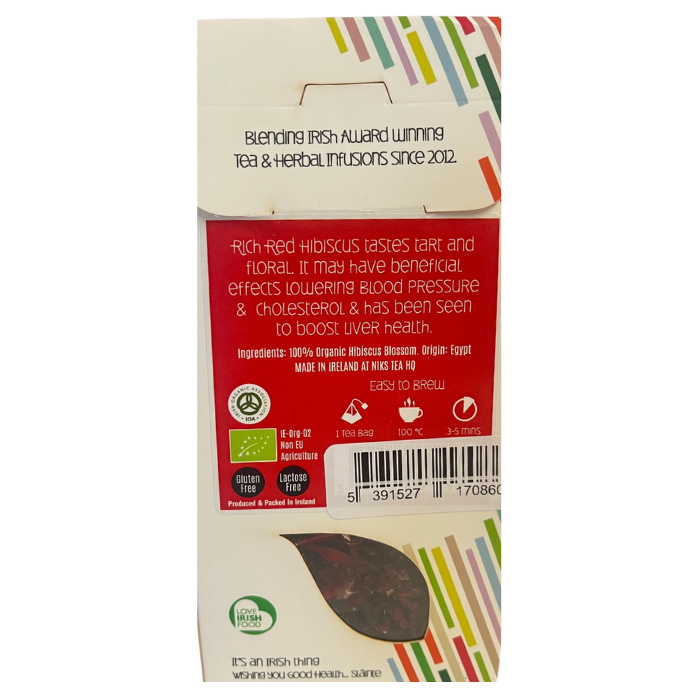 Blending Irish Award Winning
Tea & Herbal Infusions Since 2012
Rich Red Hibiscus tastes tart and
floral. It may have beneficial
effects lowering Blood Pressure
& Cholesterol & has been seen
to boost liver health.
Ingredients: 100% Organic Hibiscus Blossom. Origin: Egypt
MADE IN IRELAND AT NIKS TEA HQ
Easy to Brew
1 Tea Bag
100 °C
3-5 mins
IRISH ORGANIC ASSOCIATION
IOA
IE-Org-02
Non EU
Agriculture
Gluten
Free
Lactose
Free
Produced & Packed in Ireland
5 391527 170860
LOVE
IRISH
FOOD
It's an Irish thing
Wishing you good Health... Sláinte